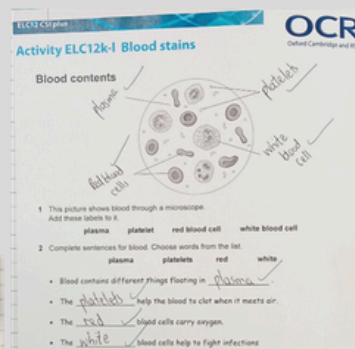 ELC12 CSI plus
OCR
Oxford Cambridge and R
Activity ELC12k-l Blood stains
Blood contents
plasma
platelets
Red blood cells
white blood cell
1 This picture shows blood through a microscope.
Add these labels to it.
plasma platelet red blood cell white blood cell
2 Complete sentences for blood. Choose words from the list.
plasma platelets red white
• Blood contains different things floating in plasma.
• The platelets help the blood to clot when it meets air.
• The red blood cells carry oxygen.
• The white blood cells help to fight infections